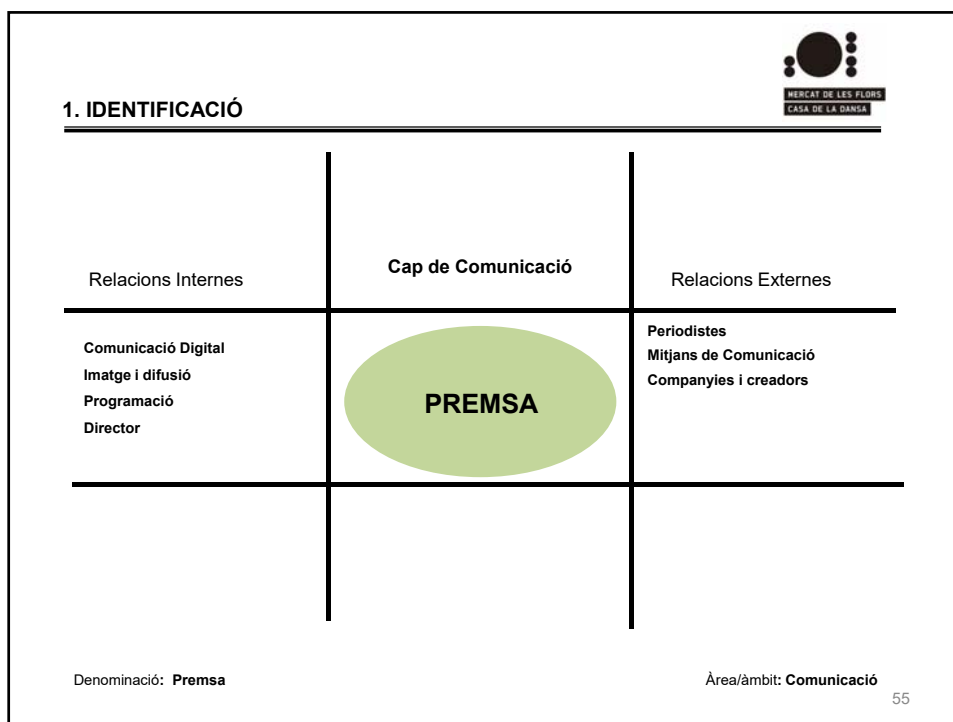 MERCAT DE LES FLORS
CASA DE LA DANSA
1. IDENTIFICACIÓ
Relacions Internes
Cap de Comunicació
Relacions Externes
Comunicació Digital
Imatge i difusió
Programació
Director
PREMSA
Periodistes
Mitjans de Comunicació
Companyies i creadors
Denominació: Premsa
Àrea/àmbit: Comunicació
55